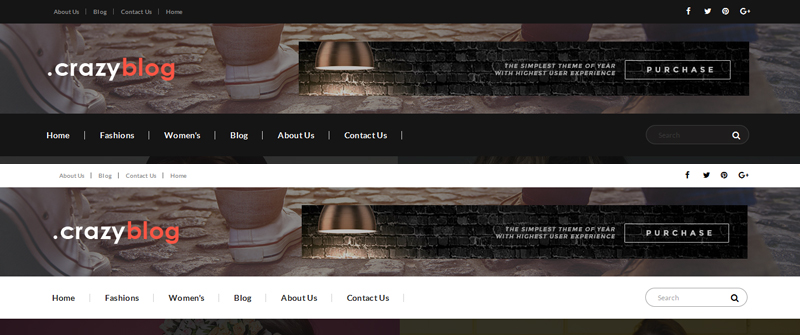 About Us Blog Contact Us Home
.crazyblog
THE SIMPLEST THEME OF YEAR
WITH HIGHEST USER EXPERIENCE
PURCHASE
Home Fashions Women's Blog About Us Contact Us Search
About Us Blog Contact Us Home
.crazyblog
THE SIMPLEST THEME OF YEAR
WITH HIGHEST USER EXPERIENCE
PURCHASE
Home Fashions Women's Blog About Us Contact Us Search